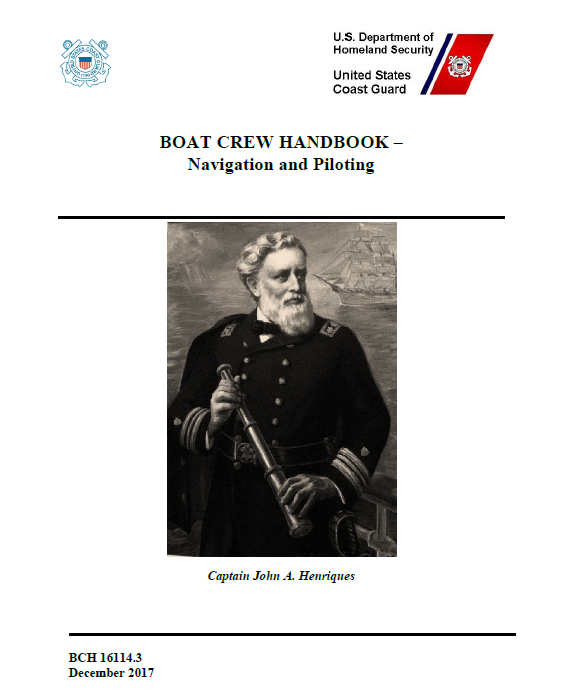 U.S. Department of
Homeland Security
United States
Coast Guard
BOAT CREW HANDBOOK –
Navigation and Piloting
Captain John A. Henriques
BCH 16114.3
December 2017